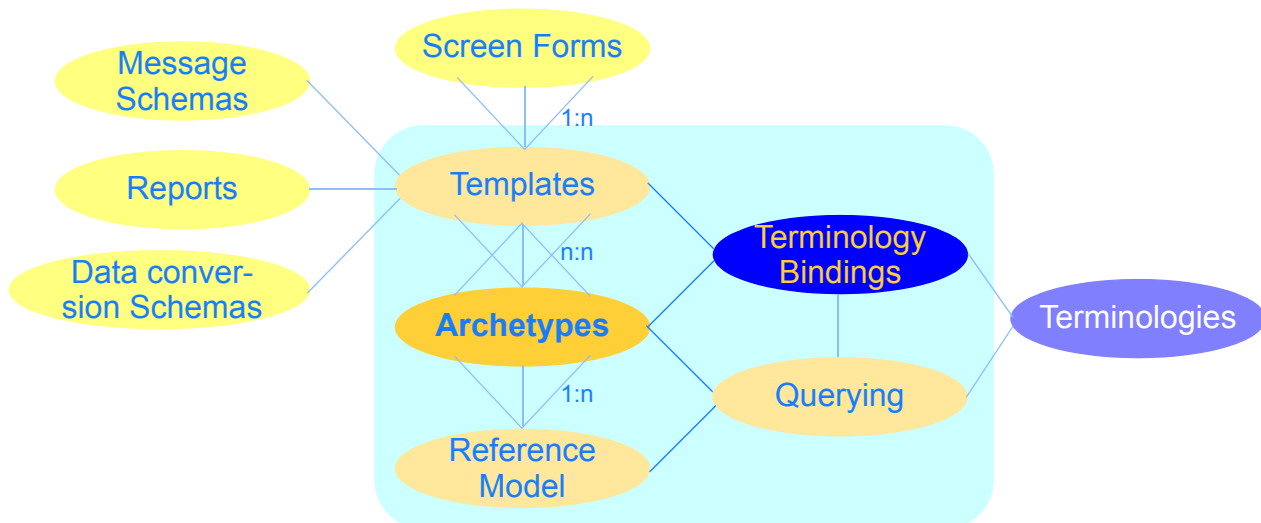 Screen Forms
Message
Schemas
1:n
Templates
Reports
Terminology
Bindings
n:n
Data conver-
sion Schemas
Archetypes
Terminologies
1:n
Querying
Reference
Model